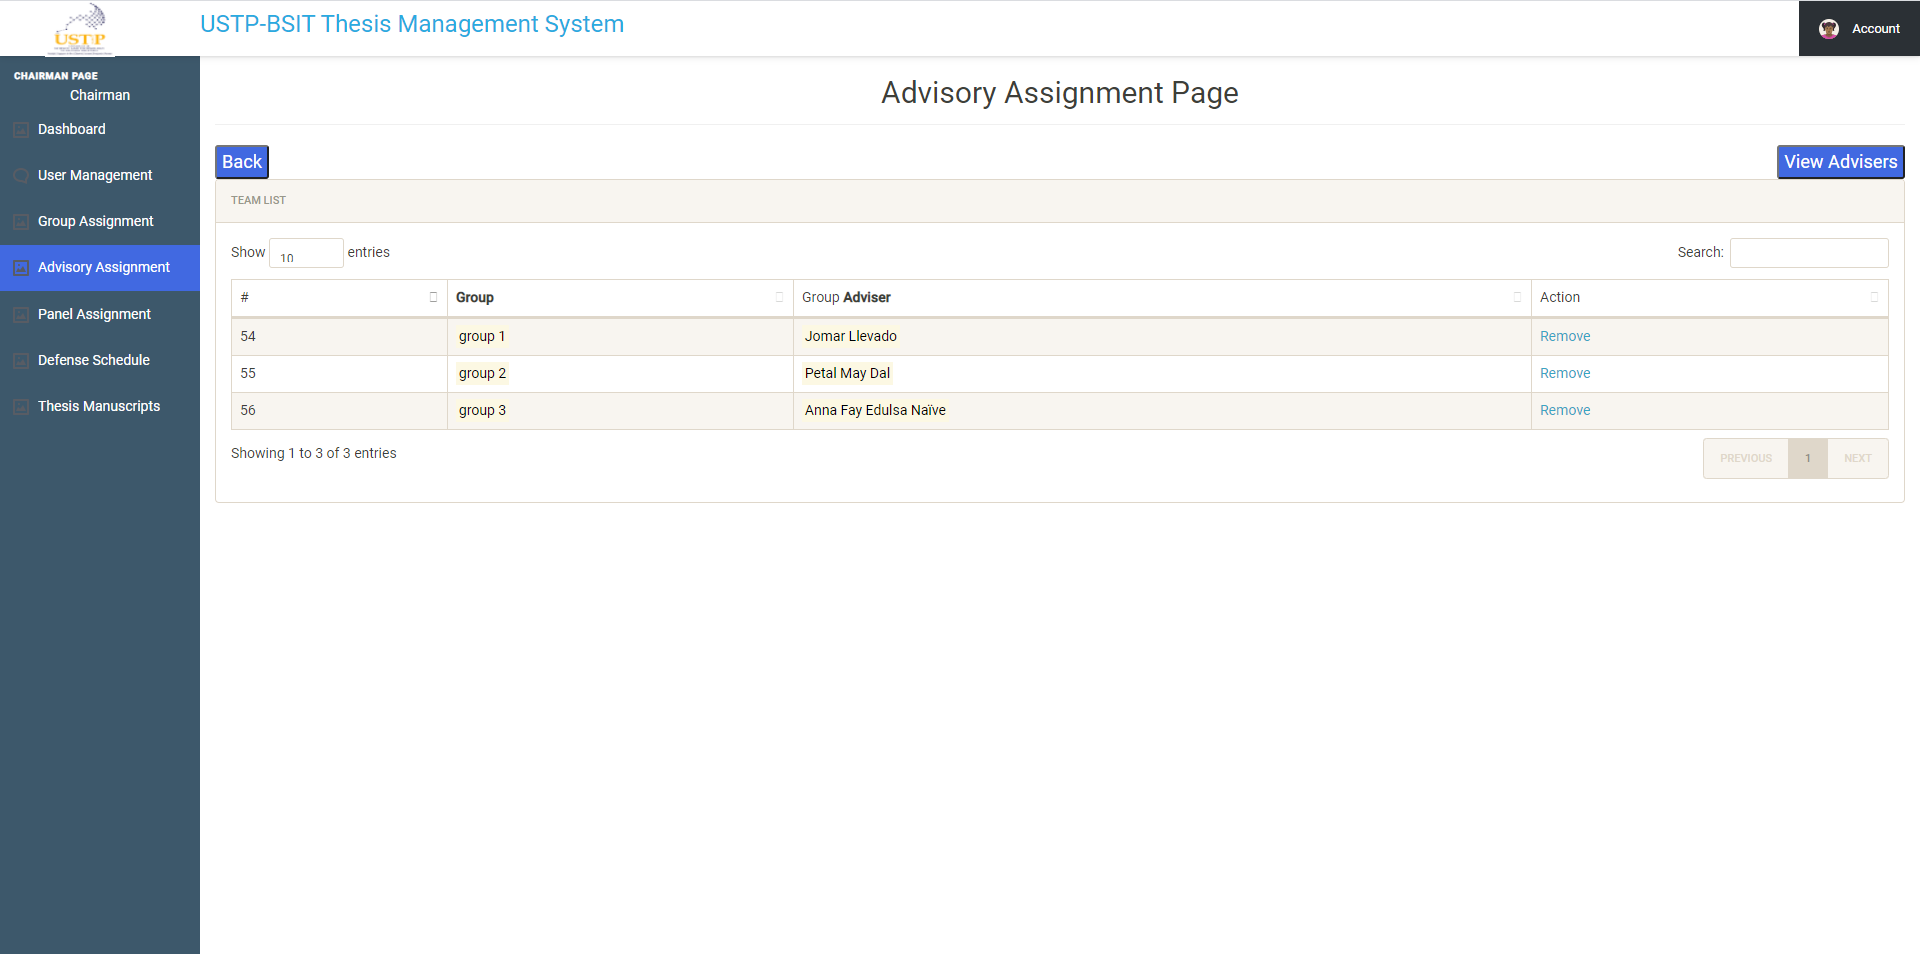 USTP
USTP-BSIT Thesis Management System
Account
CHAIRMAN PAGE
Chairman
Dashboard
User Management
Group Assignment
Advisory Assignment
Panel Assignment
Defense Schedule
Thesis Manuscripts
Advisory Assignment Page
Back
View Advisers
TEAM LIST
Show 10 entries
Search:
# Group Group Adviser Action
54 group 1 Jomar Llevado Remove
55 group 2 Petal May Dal Remove
56 group 3 Anna Fay Edulsa Naïve Remove
Showing 1 to 3 of 3 entries
PREVIOUS 1 NEXT